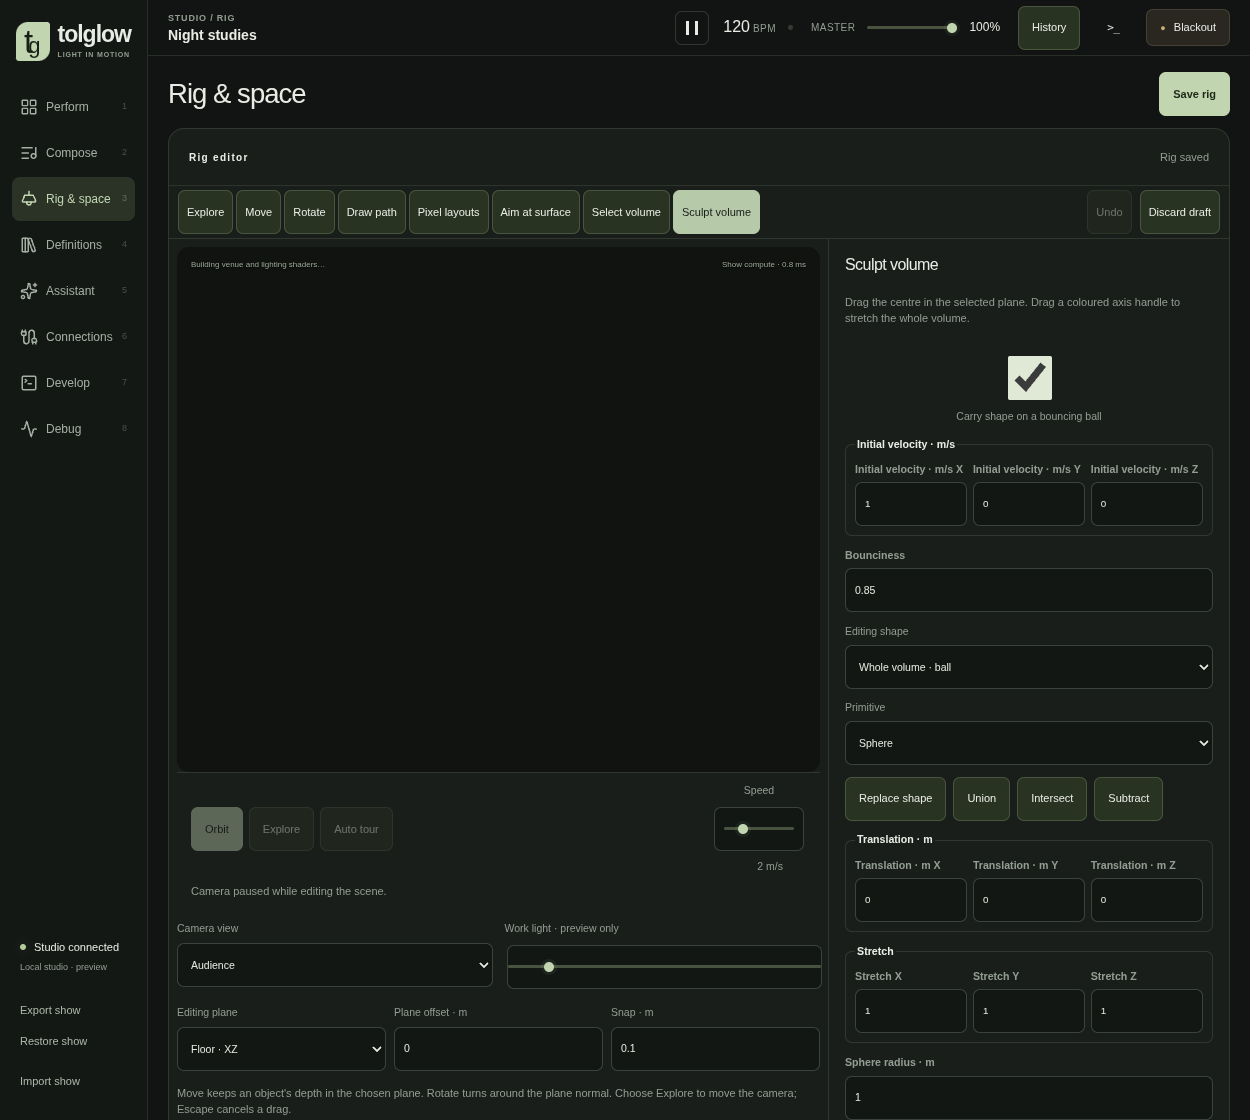 tg
tolglow
LIGHT IN MOTION
Perform 1
Compose 2
Rig & space 3
Definitions 4
Assistant 5
Connections 6
Develop 7
Debug 8
Studio connected
Local studio · preview
Export show
Restore show
Import show
STUDIO / RIG
Night studies
120 BPM
MASTER
100%
History
>_
Blackout
Rig & space
Save rig
Rig editor
Rig saved
Explore
Move
Rotate
Draw path
Pixel layouts
Aim at surface
Select volume
Sculpt volume
Undo
Discard draft
Building venue and lighting shaders…
Show compute · 0.8 ms
Orbit
Explore
Auto tour
Speed
2 m/s
Camera paused while editing the scene.
Camera view
Audience
Work light · preview only
Editing plane
Floor · XZ
Plane offset · m
0
Snap · m
0.1
Move keeps an object's depth in the chosen plane. Rotate turns around the plane normal. Choose Explore to move the camera;
Escape cancels a drag.
Sculpt volume
Drag the centre in the selected plane. Drag a coloured axis handle to
stretch the whole volume.
Carry shape on a bouncing ball
Initial velocity · m/s
Initial velocity · m/s X
Initial velocity · m/s Y
Initial velocity · m/s Z
1
0
0
Bounciness
0.85
Editing shape
Whole volume · ball
Primitive
Sphere
Replace shape
Union
Intersect
Subtract
Translation · m
Translation · m X
Translation · m Y
Translation · m Z
0
0
0
Stretch
Stretch X
Stretch Y
Stretch Z
1
1
1
Sphere radius · m
1